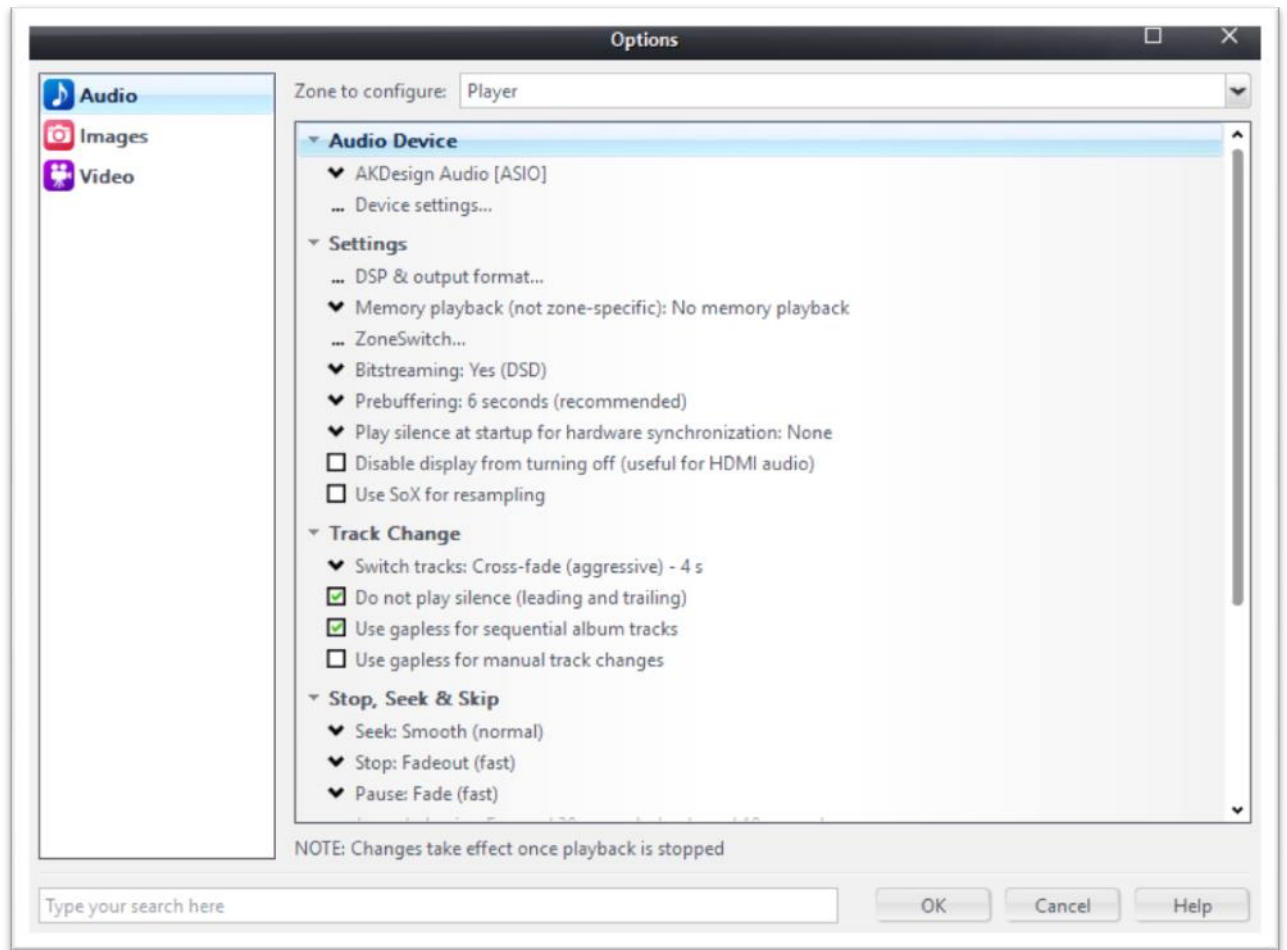 Options
Audio
Images
Video
Zone to configure: Player
Audio Device
AKDesign Audio [ASIO]
... Device settings...
Settings
... DSP & output format...
Memory playback (not zone-specific): No memory playback
... ZoneSwitch...
Bitstreaming: Yes (DSD)
Prebuffering: 6 seconds (recommended)
Play silence at startup for hardware synchronization: None
Disable display from turning off (useful for HDMI audio)
Use SoX for resampling
Track Change
Switch tracks: Cross-fade (aggressive) - 4 s
Do not play silence (leading and trailing)
Use gapless for sequential album tracks
Use gapless for manual track changes
Stop, Seek & Skip
Seek: Smooth (normal)
Stop: Fadeout (fast)
Pause: Fade (fast)
NOTE: Changes take effect once playback is stopped
Type your search here
OK Cancel Help